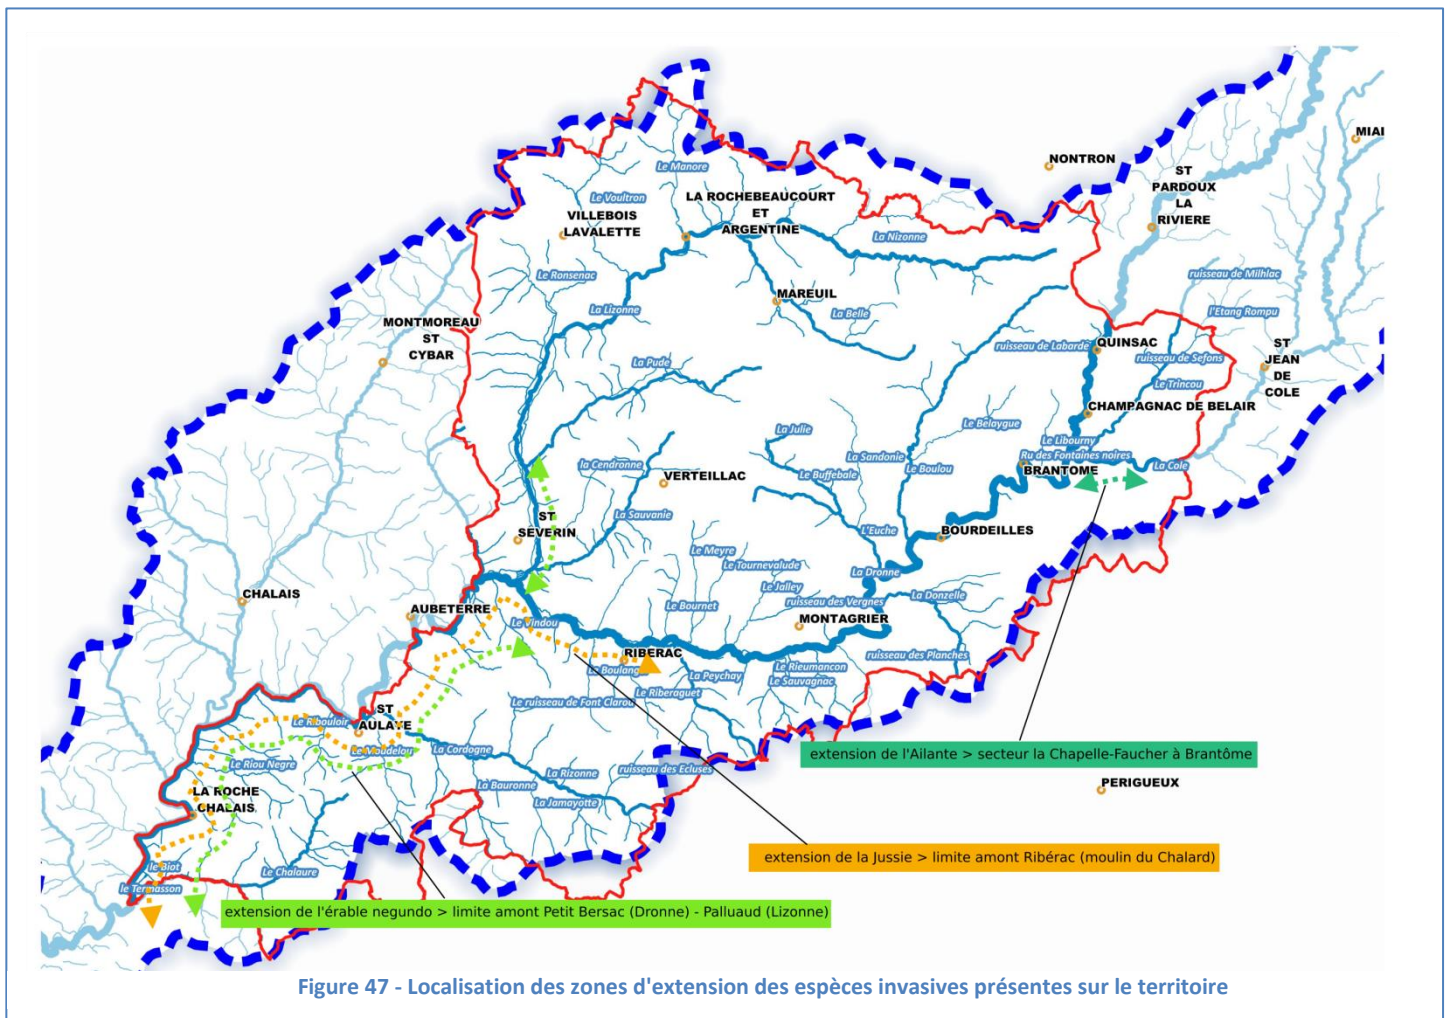 MIAL
NONTRON
ST
PARDOUX
LA
RIVIERE
Le Manore
Le Voultron
LA ROCHEBEAUCOURT
ET
ARGENTINE
VILLEBOIS
LAVALETTE
La Nizonne
Le Ronsenac
ruisseau de Milhlac
MAREUIL
La Lizonne
La Belle
l'Etang Rompu
MONTMOREAU
ST
CYBAR
ruisseau de Labarde
QUINSAC
ruisseau de Sefons
ST
JEAN
DE
COLE
La Pude
Le Trincou
CHAMPAGNAC DE BELAIR
La Julie
Le Belaygue
Le Libourny
Ru des Fontaines noires
La Sandonie
la Cendronne
Le Boulou
BRANTOME
La Cole
VERTEILLAC
Le Buffebale
La Sauvanie
ST
SEVERIN
L'Euche
BOURDEILLES
Le Meyre
Le Tournevalude
La Dronne
Le Jalley
La Donzelle
CHALAIS
AUBETERRE
Le Bournet
ruisseau des Vergnes
Le Vindou
MONTAGRIER
RIBERAC
ruisseau des Planches
Le Boulang
La Peychay
Le Rieumancon
Le Sauvagnac
Le Riberaguet
Le ruisseau de Font Clarou
ST
AULAYE
Le Ribouloir
Le Moudelou
La Cordogne
Le Riou Negre
La Rizonne
ruisseau des Ecluses
La Bauronne
La Jamayotte
LA ROCHE
CHALAIS
extension de l'Ailante > secteur la Chapelle-Faucher à Brantôme
PERIGUEUX
extension de la Jussie > limite amont Ribérac (moulin du Chalard)
le Biot
Le Chalaure
le Termasson
extension de l'érable negundo > limite amont Petit Bersac (Dronne) - Palluaud (Lizonne)
Figure 47 - Localisation des zones d'extension des espèces invasives présentes sur le territoire